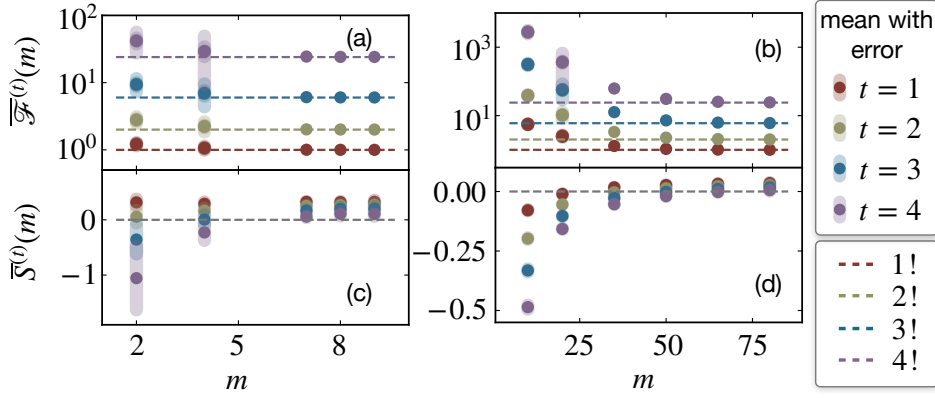 10²
10¹
10⁰
ℱ̅⁽ᵗ⁾(m)
(a)
10³
10¹
(b)
0
−1
S̅⁽ᵗ⁾(m)
(c)
2
5
8
m
0.00
−0.25
−0.5
(d)
25
50
75
m
mean with
error
t = 1
t = 2
t = 3
t = 4
1!
2!
3!
4!